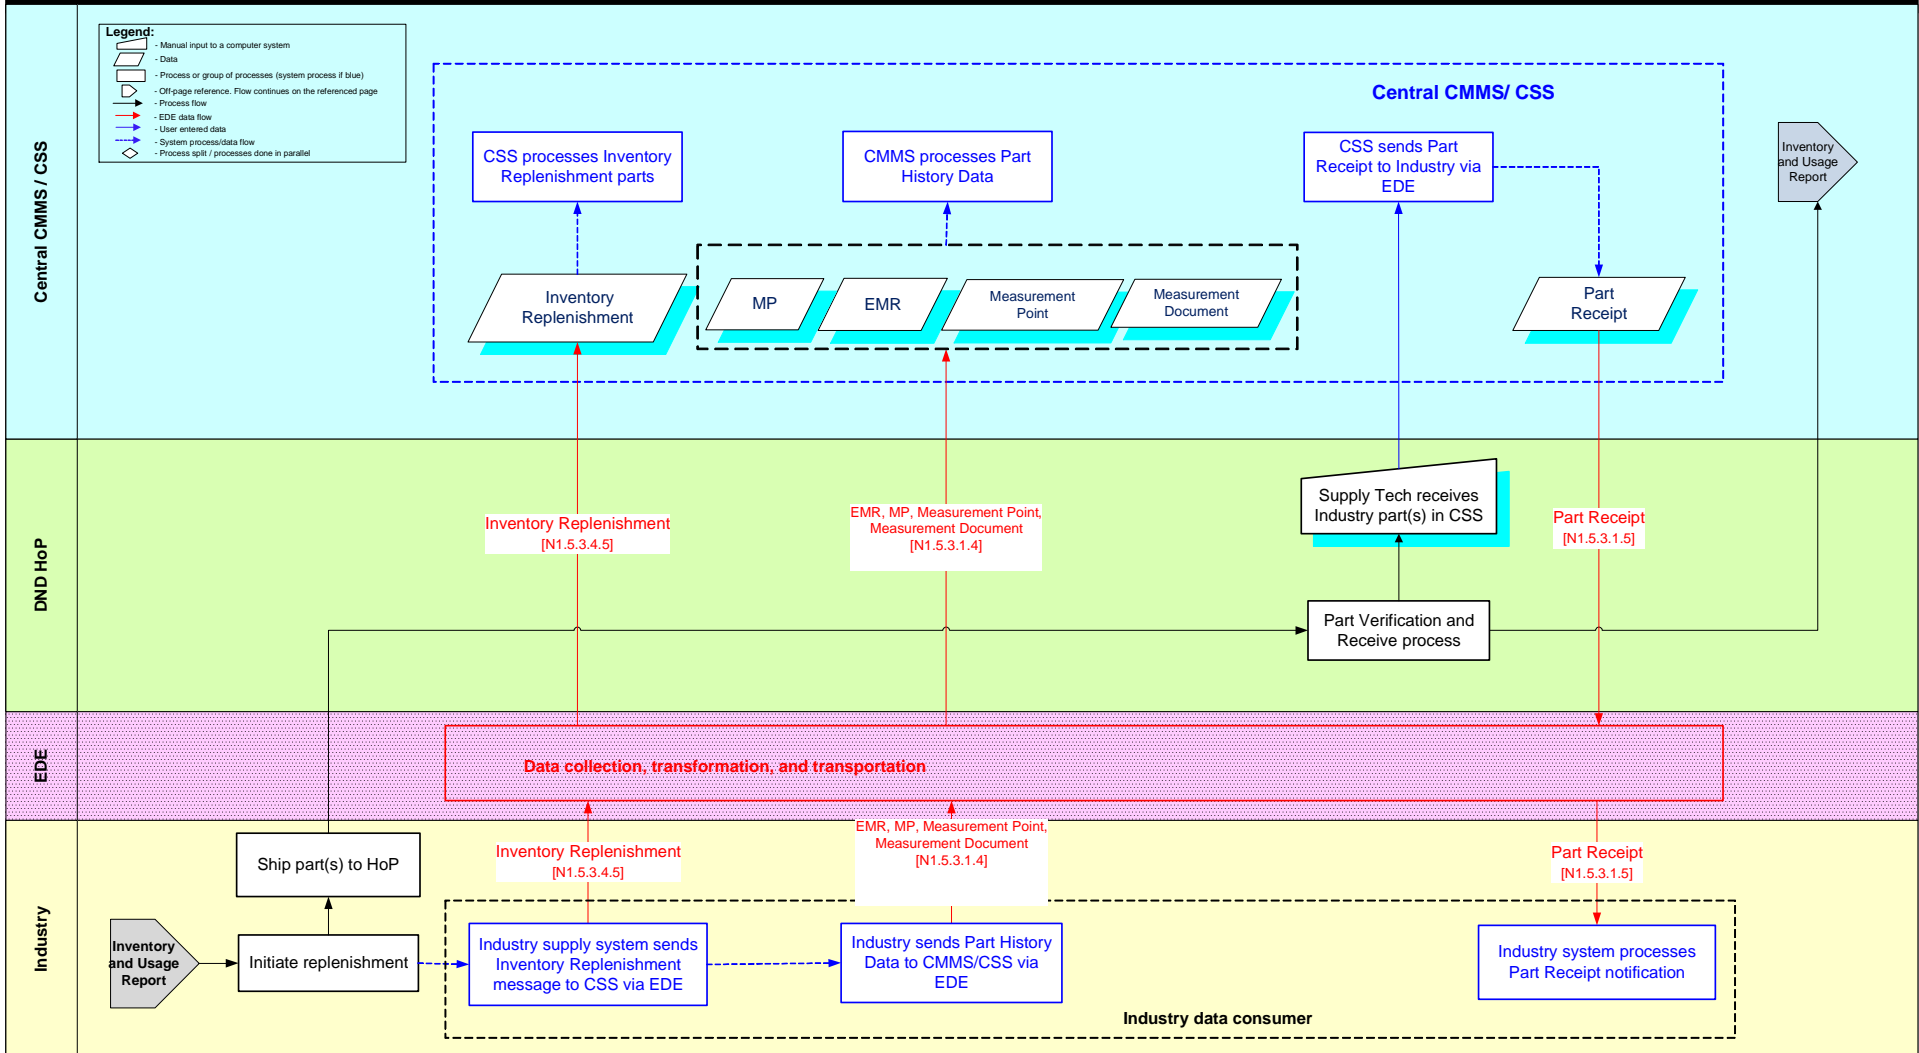 Legend:
- Manual input to a computer system
- Data
- Process or group of processes (system process if blue)
- Off-page reference. Flow continues on the referenced page
- Process flow
- EDE data flow
- User entered data
- System process/data flow
- Process split / processes done in parallel
Central CMMS / CSS
Central CMMS/ CSS
CSS processes Inventory
Replenishment parts
CMMS processes Part
History Data
CSS sends Part
Receipt to Industry via
EDE
Inventory
and Usage
Report
Inventory
Replenishment
MP
EMR
Measurement
Point
Measurement
Document
Part
Receipt
DND HoP
Inventory Replenishment
[N1.5.3.4.5]
EMR, MP, Measurement Point,
Measurement Document
[N1.5.3.1.4]
Supply Tech receives
Industry part(s) in CSS
Part Receipt
[N1.5.3.1.5]
Part Verification and
Receive process
EDE
Data collection, transformation, and transportation
Industry
Ship part(s) to HoP
Inventory Replenishment
[N1.5.3.4.5]
EMR, MP, Measurement Point,
Measurement Document
[N1.5.3.1.4]
Part Receipt
[N1.5.3.1.5]
Inventory
and Usage
Report
Initiate replenishment
Industry supply system sends
Inventory Replenishment
message to CSS via EDE
Industry sends Part History
Data to CMMS/CSS via
EDE
Industry system processes
Part Receipt notification
Industry data consumer